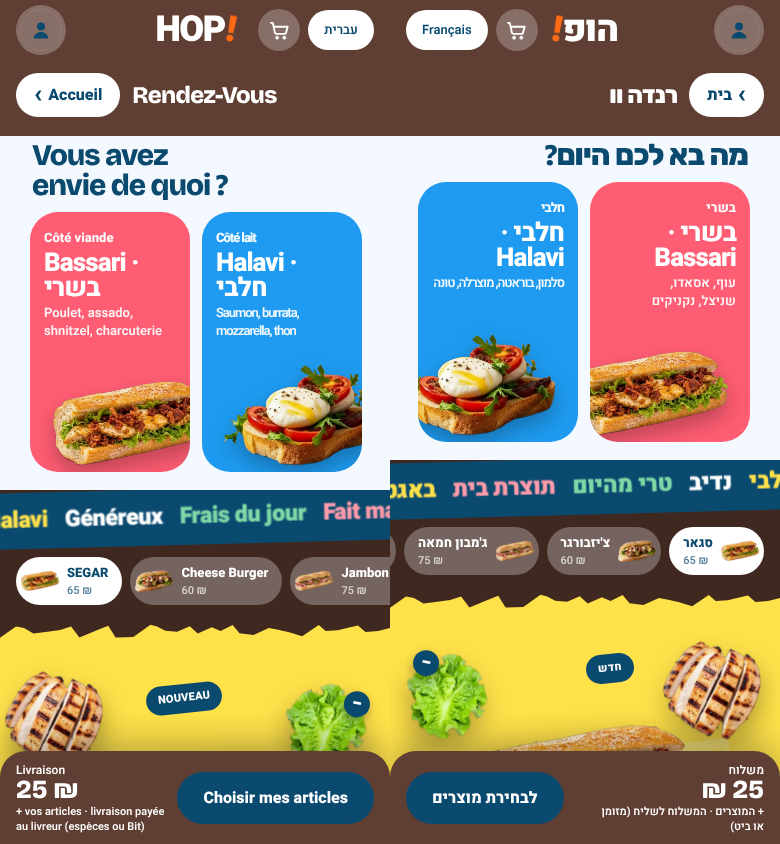 HOP!
עברית
‹ Accueil
Rendez-Vous
Vous avez
envie de quoi ?
Côté viande
Bassari ·
בשרי
Poulet, assado,
shnitzel, charcuterie
Côté lait
Halavi ·
חלבי
Saumon, burrata,
mozzarella, thon
alavi Généreux Frais du jour Fait ma
SEGAR
65 ₪
Cheese Burger
60 ₪
Jambon
75 ₪
NOUVEAU
Livraison
25 ₪
+ vos articles · livraison payée
au livreur (espèces ou Bit)
Choisir mes articles
הופ!
Français
‹ בית
רנדה וו
מה בא לכם היום?
בשרי
בשרי ·
Bassari
עוף, אסאדו,
שניצל, נקניקים
חלבי
חלבי ·
Halavi
סלמון, בוראטה, מוצרלה, טונה
לבי נדיב טרי מהיום תוצרת בית באגט
סגאר
65 ₪
צ'יזבורגר
60 ₪
ג'מבון חמאה
75 ₪
חדש
משלוח
25 ₪
+ המוצרים · המשלוח לשליח (מזומן
או ביט)
לבחירת מוצרים